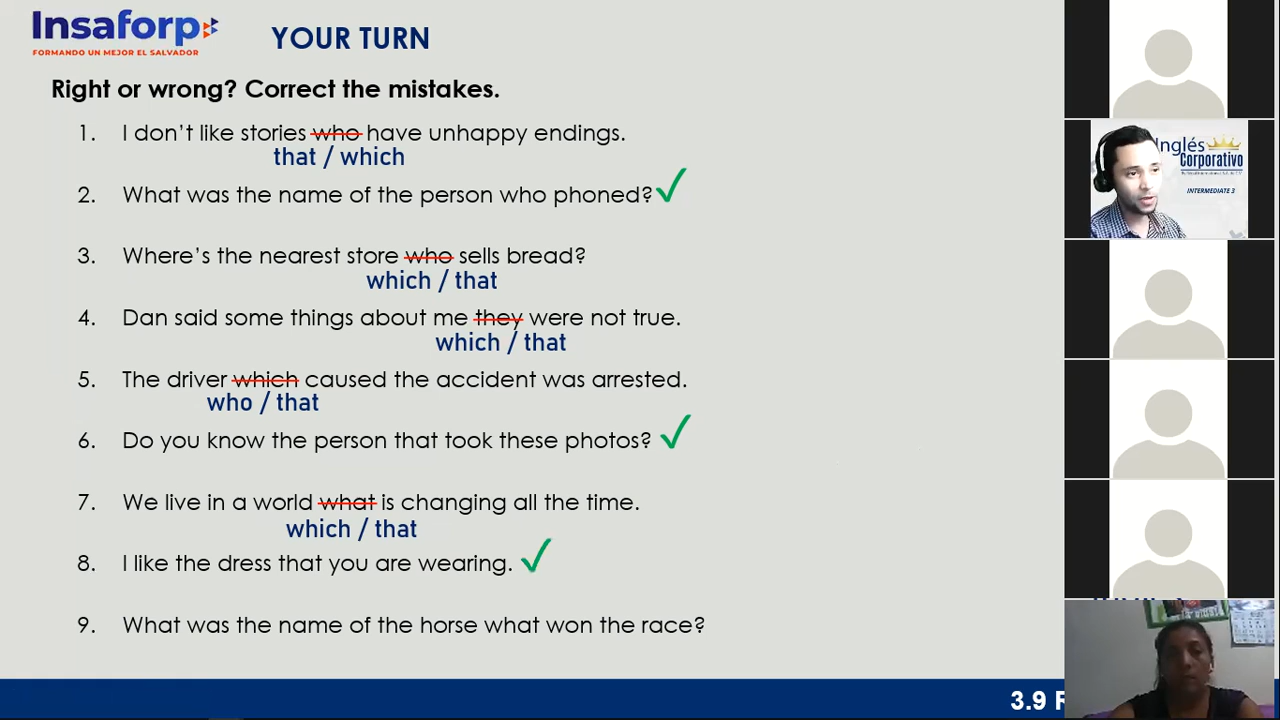 Insaforp
FORMANDO UN MEJOR EL SALVADOR
YOUR TURN
Right or wrong? Correct the mistakes.
1. I don't like stories who have unhappy endings.
that / which
2. What was the name of the person who phoned?
3. Where's the nearest store who sells bread?
which / that
4. Dan said some things about me they were not true.
which / that
5. The driver which caused the accident was arrested.
who / that
6. Do you know the person that took these photos?
7. We live in a world what is changing all the time.
which / that
8. I like the dress that you are wearing.
9. What was the name of the horse what won the race?
3.9 R
Inglés
Corporativo
INTERMEDIATE 3